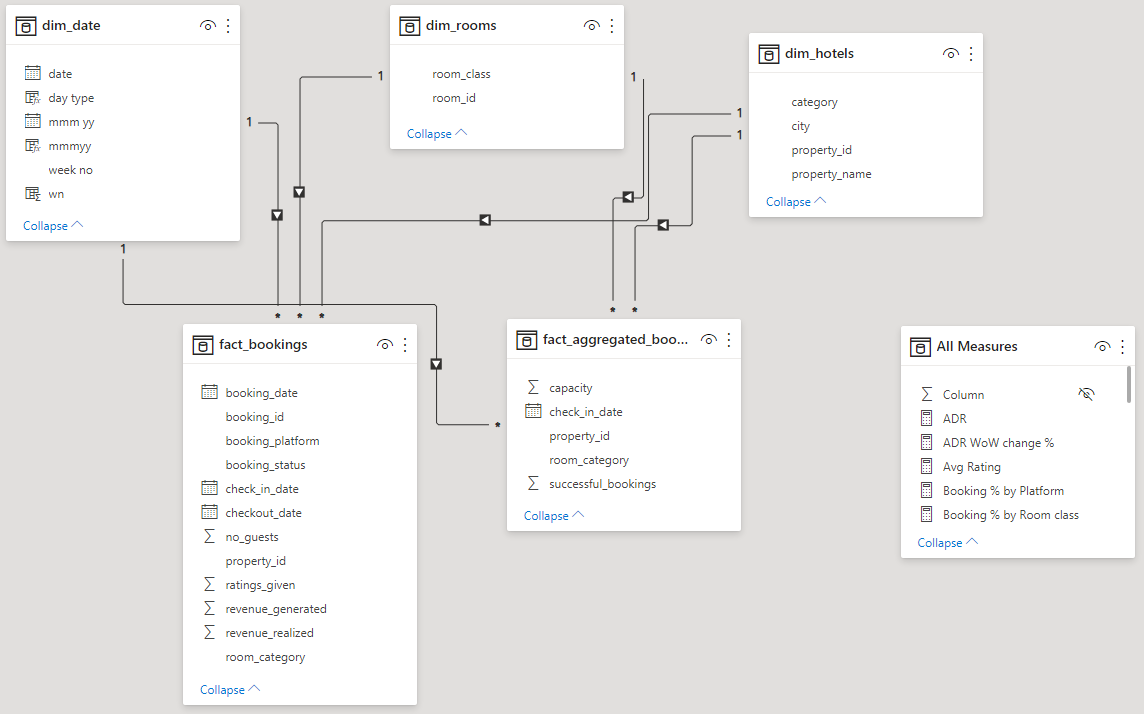 dim_date
date
day type
mmm yy
mmmyy
week no
wn
Collapse
dim_rooms
room_class
room_id
Collapse
dim_hotels
category
city
property_id
property_name
Collapse
1
1
1
1
1
1
*
*
*
*
*
*
fact_bookings
booking_date
booking_id
booking_platform
booking_status
check_in_date
checkout_date
no_guests
property_id
ratings_given
revenue_generated
revenue_realized
room_category
Collapse
fact_aggregated_boo...
capacity
check_in_date
property_id
room_category
successful_bookings
Collapse
All Measures
Column
ADR
ADR WoW change %
Avg Rating
Booking % by Platform
Booking % by Room class
Collapse